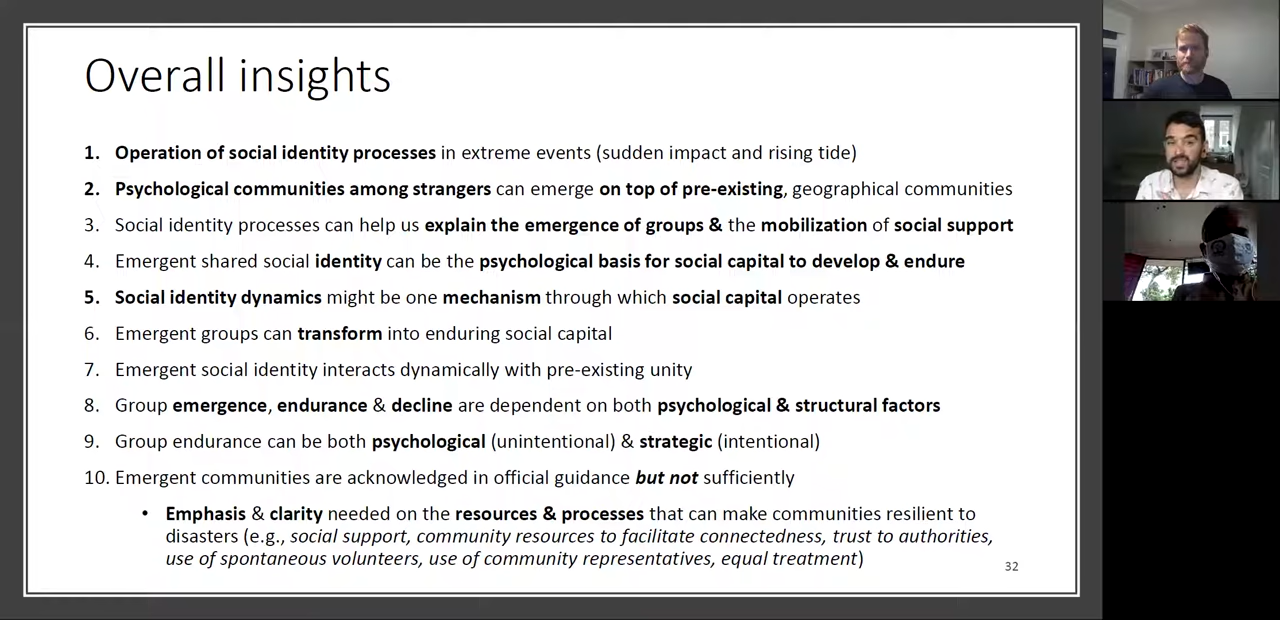 Overall insights
1. Operation of social identity processes in extreme events (sudden impact and rising tide)
2. Psychological communities among strangers can emerge on top of pre-existing, geographical communities
3. Social identity processes can help us explain the emergence of groups & the mobilization of social support
4. Emergent shared social identity can be the psychological basis for social capital to develop & endure
5. Social identity dynamics might be one mechanism through which social capital operates
6. Emergent groups can transform into enduring social capital
7. Emergent social identity interacts dynamically with pre-existing unity
8. Group emergence, endurance & decline are dependent on both psychological & structural factors
9. Group endurance can be both psychological (unintentional) & strategic (intentional)
10. Emergent communities are acknowledged in official guidance but not sufficiently
• Emphasis & clarity needed on the resources & processes that can make communities resilient to
disasters (e.g., social support, community resources to facilitate connectedness, trust to authorities,
use of spontaneous volunteers, use of community representatives, equal treatment)
32